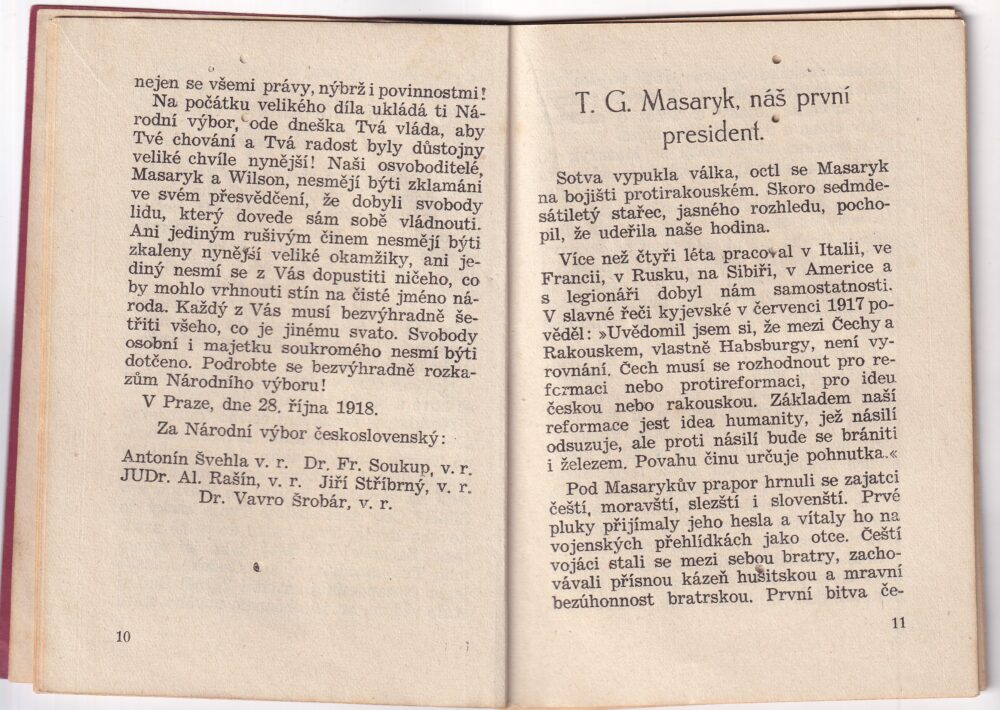 nejen se všemi právy, nýbrž i povinnostmi!
Na počátku velikého díla ukládá ti Ná-
rodní výbor, ode dneška Tvá vláda, aby
Tvé chování a Tvá radost byly důstojny
veliké chvíle nynější! Naši osvoboditelé,
Masaryk a Wilson, nesmějí býti zklamáni
ve svém přesvědčení, že dobyli svobody
lidu, který dovede sám sobě vládnouti.
Ani jediným rušivým činem nesmějí býti
zkaleny nynější veliké okamžiky, ani je-
diný nesmí se z Vás dopustiti ničeho, co
by mohlo vrhnouti stín na čisté jméno ná-
roda. Každý z Vás musí bezvýhradně še-
třiti všeho, co je jinému svato. Svobody
osobní i majetku soukromého nesmí býti
dotčeno. Podrobte se bezvýhradně rozka-
zům Národního výboru!
V Praze, dne 28. října 1918.
Za Národní výbor československý:
Antonín Švehla v. r. Dr. Fr. Soukup, v. r.
JUDr. Al. Rašín, v. r. Jiří Stříbrný, v. r.
Dr. Vavro Šrobár, v. r.
10
T. G. Masaryk, náš první
president.
Sotva vypukla válka, octl se Masaryk
na bojišti protirakouském. Skoro sedmde-
sátiletý stařec, jasného rozhledu, pocho-
pil, že udeřila naše hodina.
Více než čtyři léta pracoval v Italii, ve
Francii, v Rusku, na Sibiři, v Americe a
s legionáři dobyl nám samostatnosti.
V slavné řeči kyjevské v červenci 1917 po-
věděl: »Uvědomil jsem si, že mezi Čechy a
Rakouskem, vlastně Habsburgy, není vy-
rovnání. Čech musí se rozhodnout pro re-
formaci nebo protireformaci, pro ideu
českou nebo rakouskou. Základem naší
reformace jest idea humanity, jež násilí
odsuzuje, ale proti násilí bude se brániti
i železem. Povahu činu určuje pohnutka.«
Pod Masarykův prapor hrnuli se zajatci
čeští, moravští, slezští i slovenští. Prvé
pluky přijímaly jeho hesla a vítaly ho na
vojenských přehlídkách jako otce. Čeští
vojáci stali se mezi sebou bratry, zacho-
vávali přísnou kázeň husitskou a mravní
bezúhonnost bratrskou. První bitva če-
11